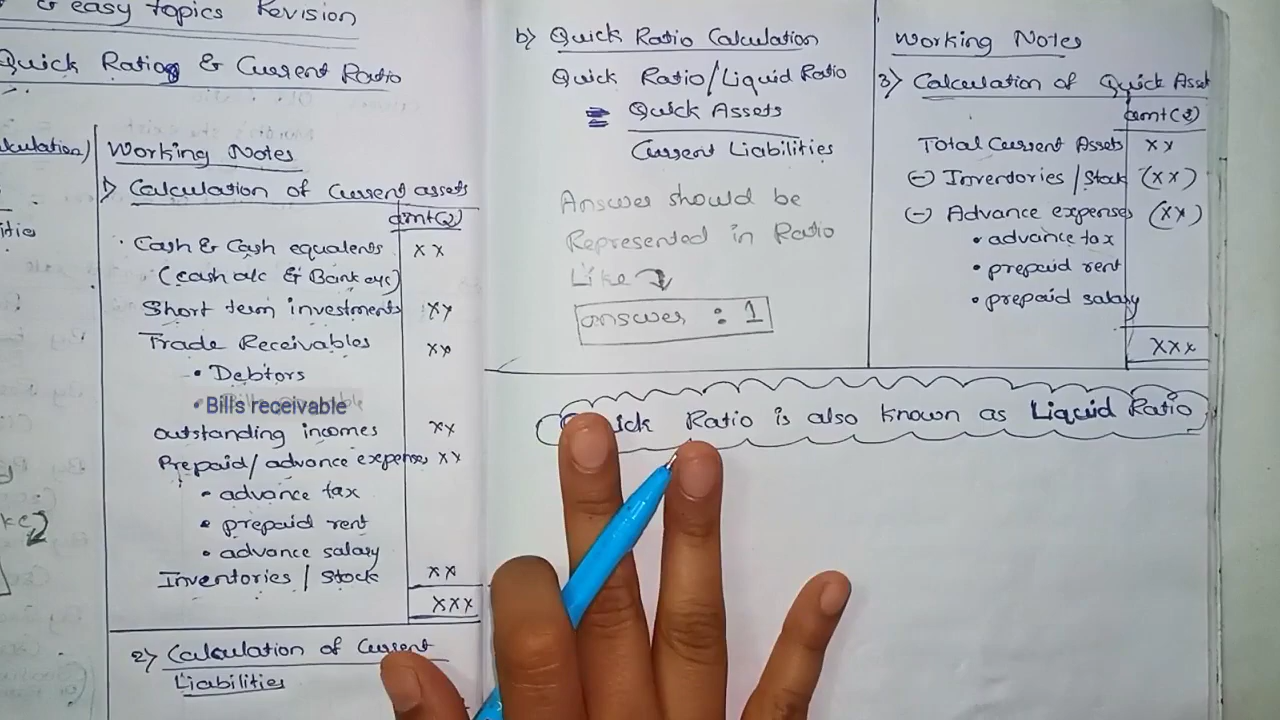 & easy topics Revision
Quick Ratios & Current Ratio
Working Notes
1) Calculation of Current assets
amt(₹)
Cash & Cash equalents xx
(cash a/c & Bank a/c)
Short term investments xx
Trade Receivables xx
• Debtors
• Bills receivable
outstanding incomes xx
Prepaid/advance expenses xx
• advance tax
• prepaid rent
• advance salary
Inventories / Stock xx
xxx
2) Calculation of Current
Liabilities
b) Quick Ratio Calculation
Quick Ratio/Liquid Ratio
= Quick Assets
Current Liabilities
Answer should be
Represented in Ratio
Like
answer : 1
Working Notes
3) Calculation of Quick Asset
amt(₹)
Total Current Assets xx
(-) Inventories / Stock (xx)
(-) Advance expenses (xx)
• advance tax
• prepaid rent
• prepaid salary
xxx
Quick Ratio is also known as Liquid Ratio